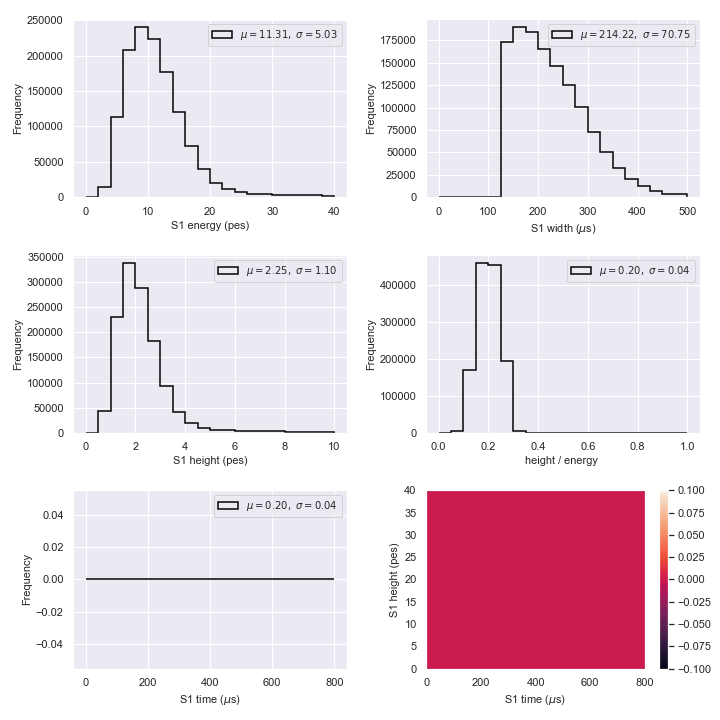 250000
200000
150000
100000
50000
0
Frequency
μ = 11.31, σ = 5.03
0 10 20 30 40
S1 energy (pes)
175000
150000
125000
100000
75000
50000
25000
0
Frequency
μ = 214.22, σ = 70.75
0 100 200 300 400 500
S1 width (μs)
350000
300000
250000
200000
150000
100000
50000
0
Frequency
μ = 2.25, σ = 1.10
0 2 4 6 8 10
S1 height (pes)
400000
300000
200000
100000
0
Frequency
μ = 0.20, σ = 0.04
0.0 0.2 0.4 0.6 0.8 1.0
height / energy
0.04
0.02
0.00
−0.02
−0.04
Frequency
μ = 0.20, σ = 0.04
0 200 400 600 800
S1 time (μs)
40
35
30
25
20
15
10
5
0
S1 height (pes)
0 200 400 600 800
S1 time (μs)
0.100
0.075
0.050
0.025
0.000
−0.025
−0.050
−0.075
−0.100